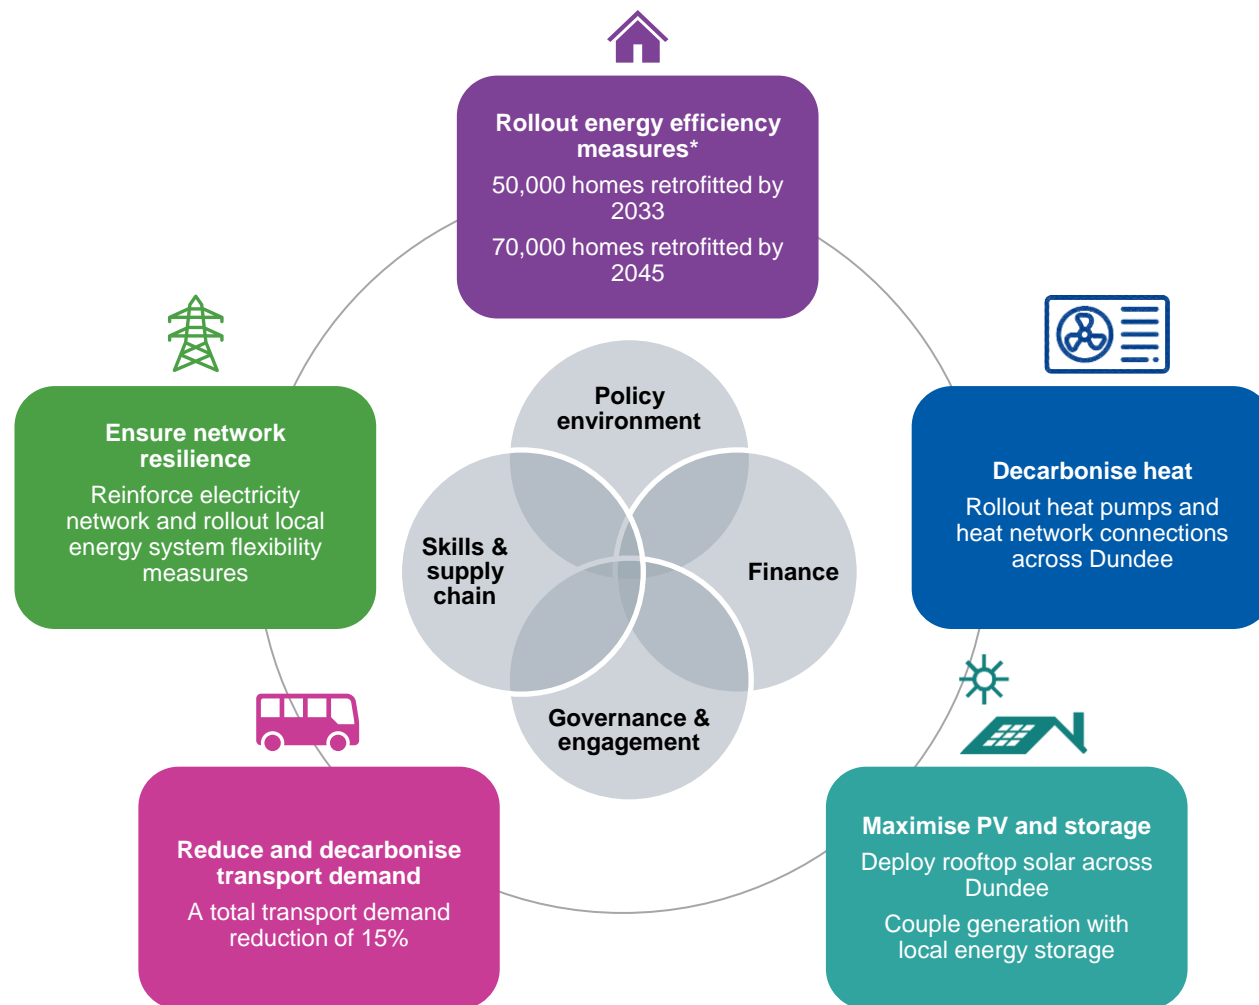 Rollout energy efficiency
measures*
50,000 homes retrofitted by
2033
70,000 homes retrofitted by
2045
Ensure network
resilience
Reinforce electricity
network and rollout local
energy system flexibility
measures
Policy
environment
Skills &
supply
chain
Finance
Governance &
engagement
Decarbonise heat
Rollout heat pumps and
heat network connections
across Dundee
Reduce and decarbonise
transport demand
A total transport demand
reduction of 15%
Maximise PV and storage
Deploy rooftop solar across
Dundee
Couple generation with
local energy storage